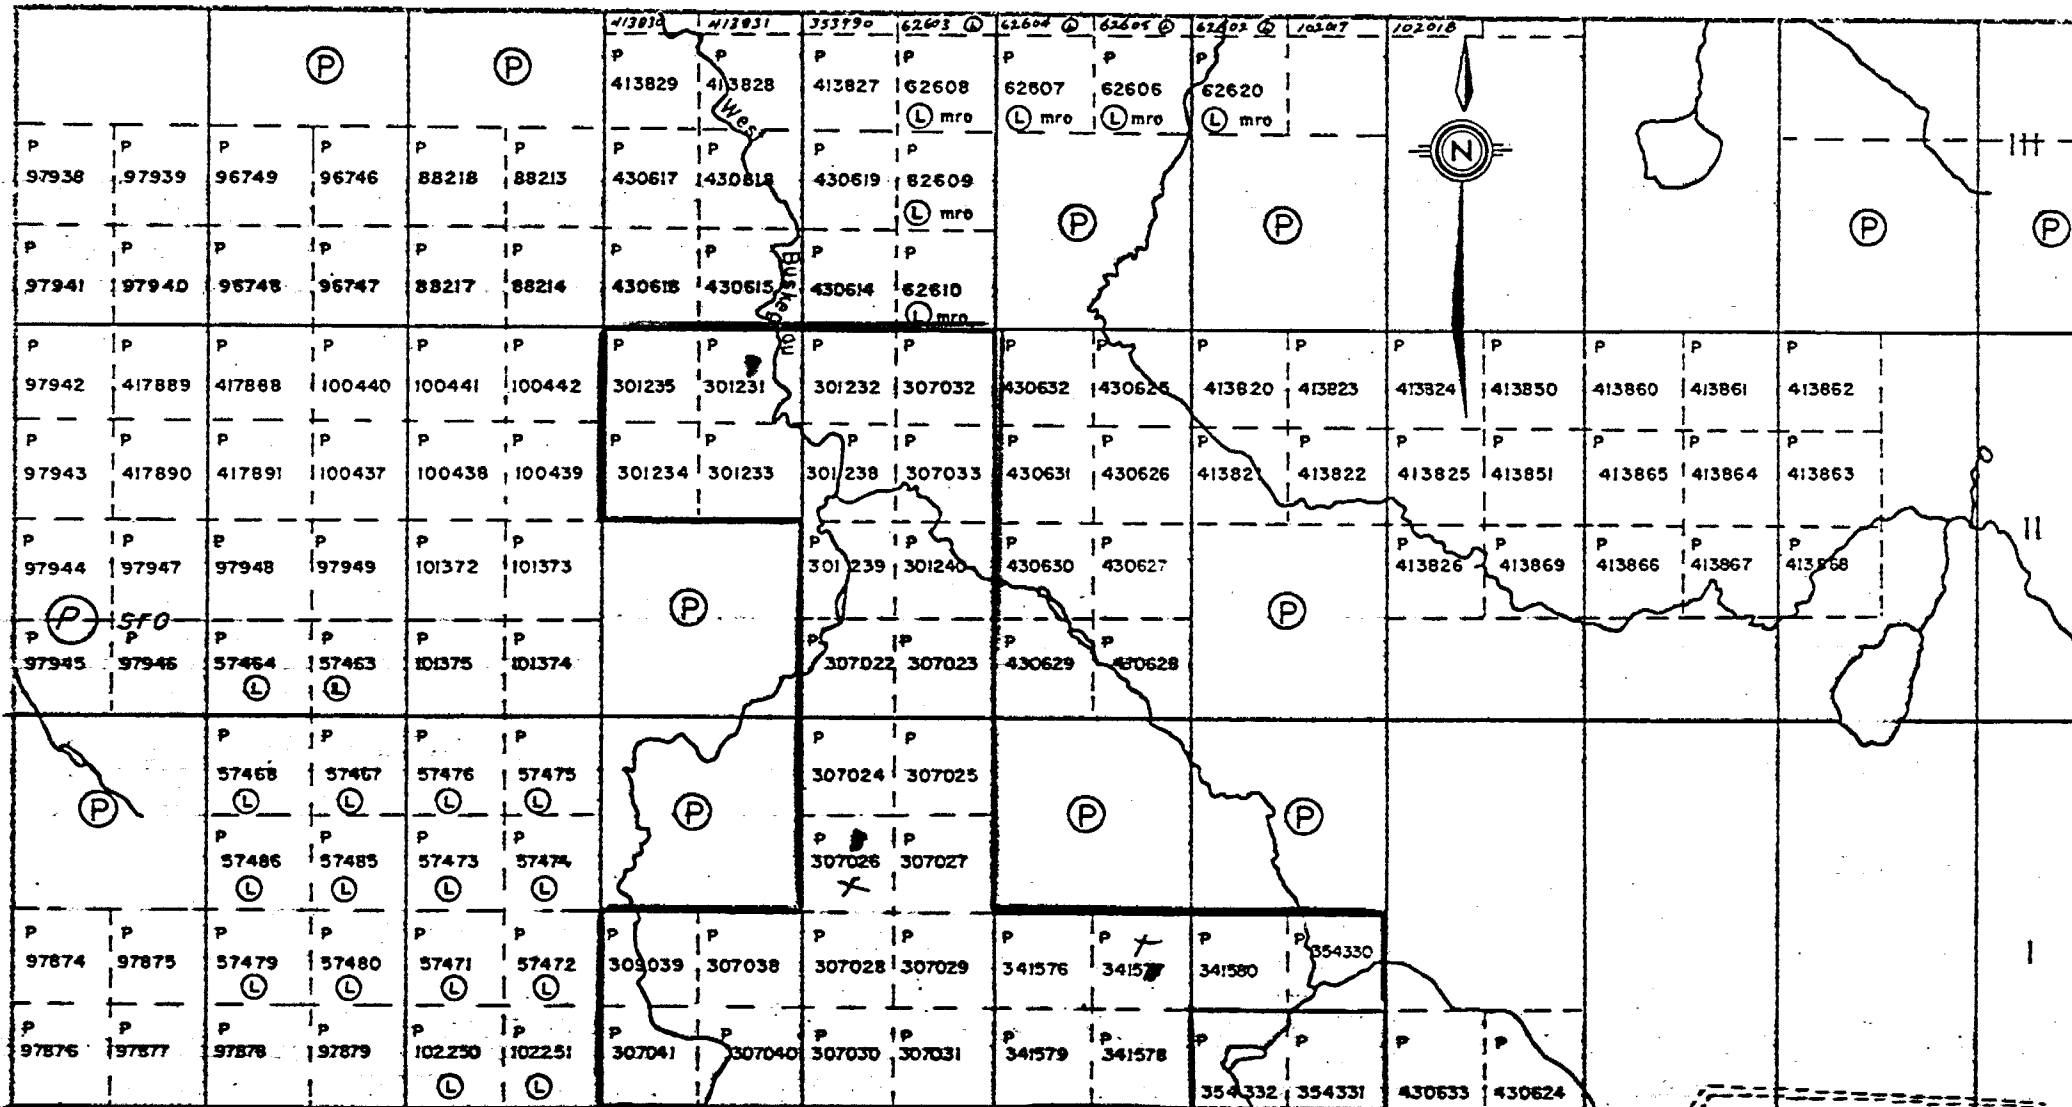 413830 413831 353790 62603 Ⓛ 62604 Ⓛ 62605 Ⓛ 62602 Ⓛ 102017 102018
Ⓟ Ⓟ P P P P P P P
413829 413828 413827 62608 62607 62606 62620
Ⓛ mro Ⓛ mro Ⓛ mro Ⓛ mro
West
N
III
P P P P P P P P P P
97938 97939 96749 96746 88218 88213 430617 430618 430619 62609
Ⓛ mro
Ⓟ Ⓟ Ⓟ Ⓟ
P P P P P P P P P P
97941 97940 96748 96747 88217 88214 430616 430615 430614 62610
Ⓛ mro
Buskegau
P P P P P P P P P P P P P P P P P P P
97942 417889 417888 100440 100441 100442 301235 301231 301232 307032 430632 430625 413820 413823 413824 413850 413860 413861 413862
P P P P P P P P P P P P P P P P P P P
97943 417890 417891 100437 100438 100439 301234 301233 301238 307033 430631 430626 413821 413822 413825 413851 413865 413864 413863
II
P P P P P P P P P P P P P P P
97944 97947 97948 97949 101372 101373 301239 301240 430630 430627 413826 413869 413866 413867 413868
Ⓟ SFO Ⓟ Ⓟ
P P P P P P P P P P
97945 97946 57464 57463 101375 101374 307022 307023 430629 430628
Ⓛ Ⓛ
P P P P P P
57468 57467 57476 57475 307024 307025
Ⓛ Ⓛ Ⓛ Ⓛ
Ⓟ Ⓟ Ⓟ Ⓟ
P P P P P P
57486 57485 57473 57474 307026 307027
Ⓛ Ⓛ Ⓛ Ⓛ
P P P P P P P P P P P P P P
97874 97875 57479 57480 57471 57472 309039 307038 307028 307029 341576 341577 341580 354330
Ⓛ Ⓛ Ⓛ Ⓛ
I
P P P P P P P P P P P P P P P P
97876 97877 97878 97879 102250 102251 307041 307040 307030 307031 341579 341578 354332 354331 430633 430624
Ⓛ Ⓛ